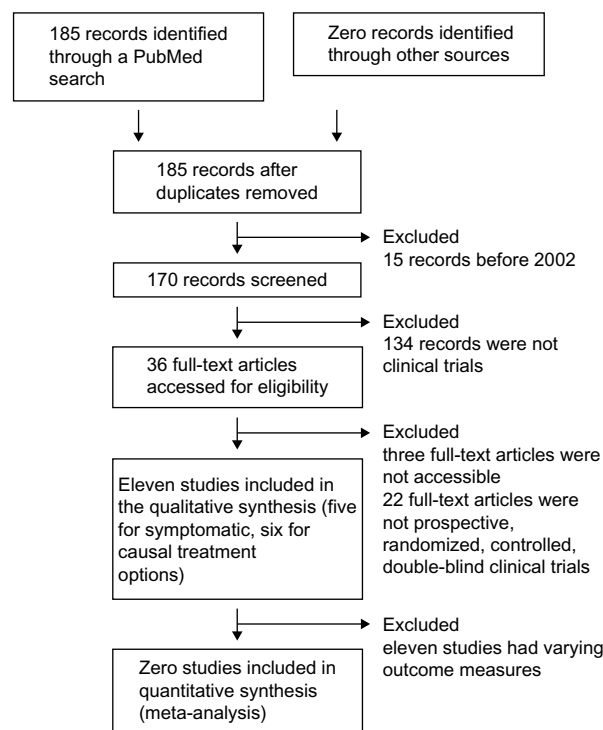 185 records identified
through a PubMed
search
Zero records identified
through other sources
185 records after
duplicates removed
Excluded
15 records before 2002
170 records screened
Excluded
134 records were not
clinical trials
36 full-text articles
accessed for eligibility
Excluded
three full-text articles were
not accessible
22 full-text articles were
not prospective,
randomized, controlled,
double-blind clinical trials
Eleven studies included in
the qualitative synthesis (five
for symptomatic, six for
causal treatment
options)
Excluded
eleven studies had varying
outcome measures
Zero studies included in
quantitative synthesis
(meta-analysis)